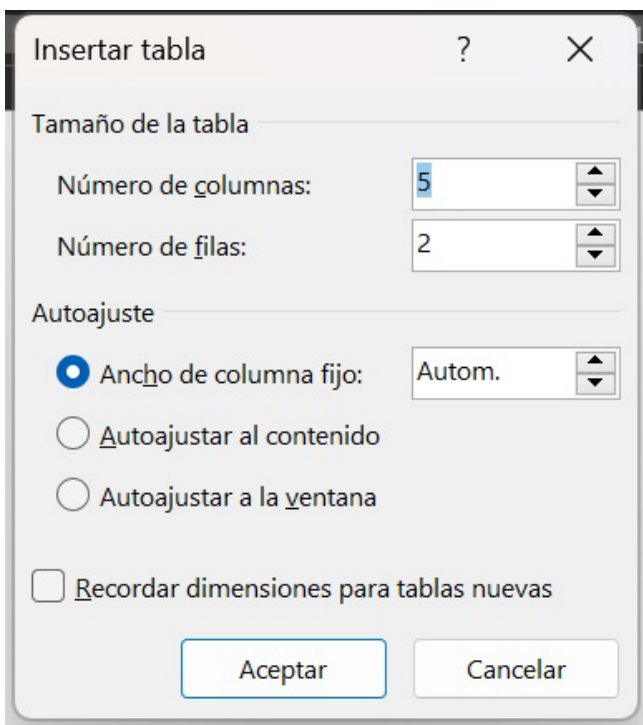 Insertar tabla ?
Tamaño de la tabla
Número de columnas: 5
Número de filas: 2
Autoajuste
Ancho de columna fijo: Autom.
Autoajustar al contenido
Autoajustar a la ventana
Recordar dimensiones para tablas nuevas
Aceptar Cancelar